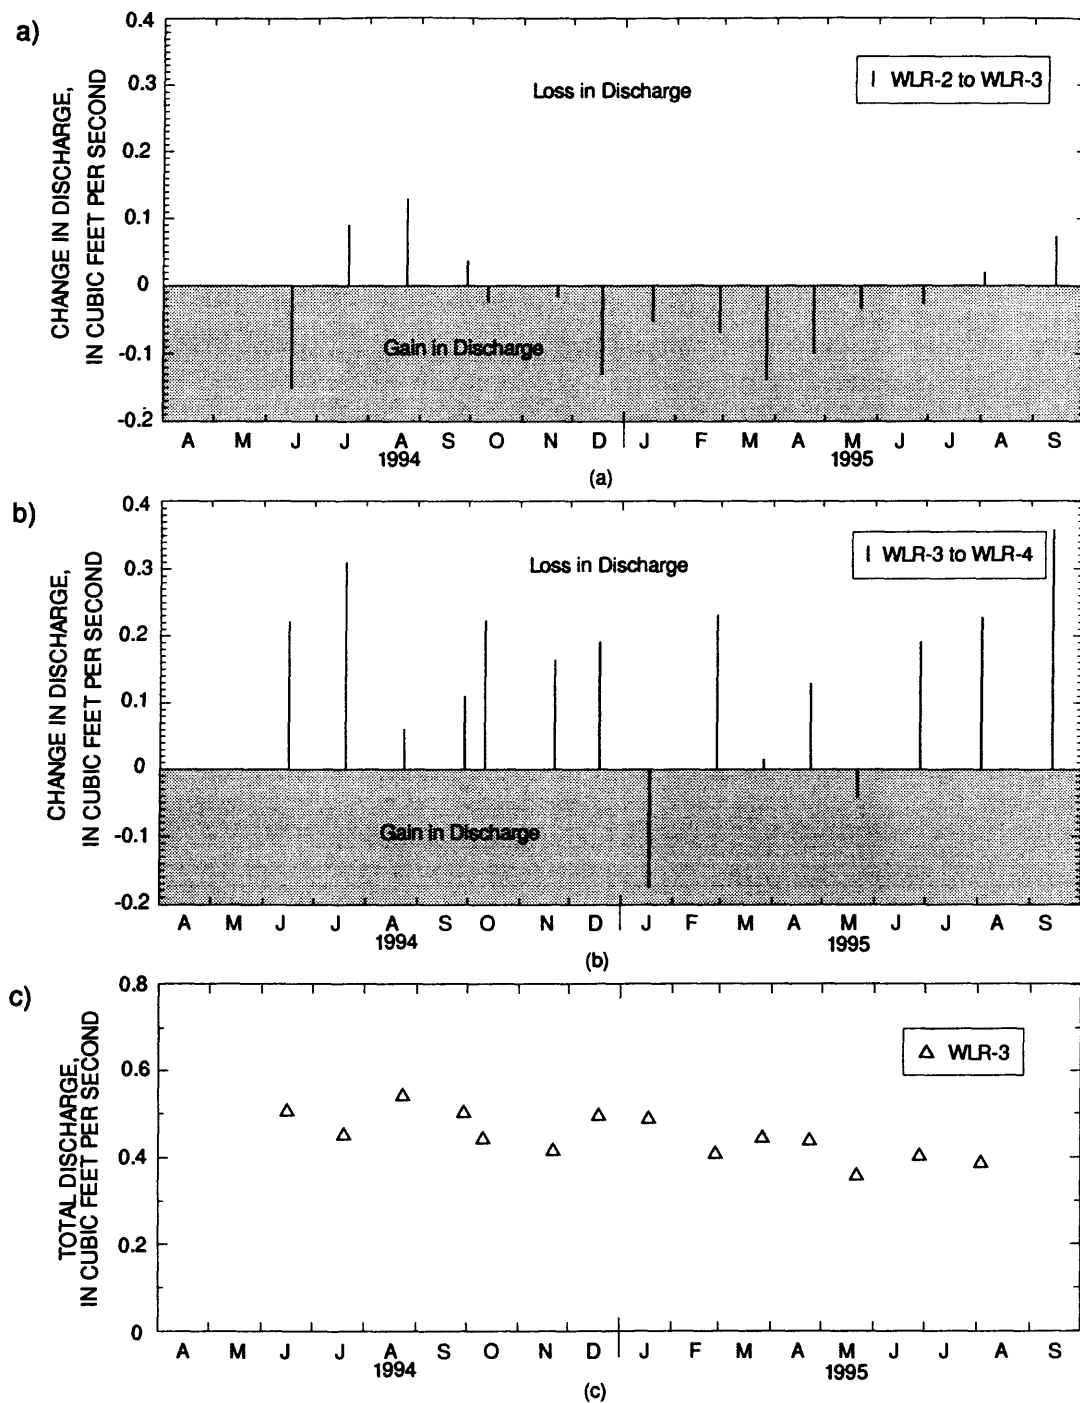 a)
0.4
0.3
0.2
0.1
0
-0.1
-0.2
CHANGE IN DISCHARGE,
IN CUBIC FEET PER SECOND
Loss in Discharge
WLR-2 to WLR-3
Gain in Discharge
A M J J A S O N D J F M A M J J A S
1994 1995
(a)
b)
0.4
0.3
0.2
0.1
0
-0.1
-0.2
CHANGE IN DISCHARGE,
IN CUBIC FEET PER SECOND
Loss in Discharge
WLR-3 to WLR-4
Gain in Discharge
A M J J A S O N D J F M A M J J A S
1994 1995
(b)
c)
0.8
0.6
0.4
0.2
0
TOTAL DISCHARGE,
IN CUBIC FEET PER SECOND
WLR-3
A M J J A S O N D J F M A M J J A S
1994 1995
(c)